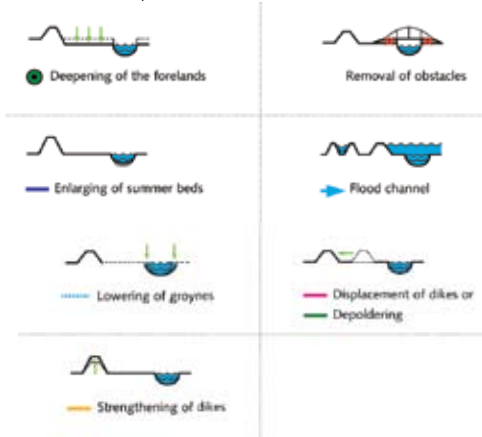 Deepening of the forelands
Removal of obstacles
Enlarging of summer beds
Flood channel
Lowering of groynes
Displacement of dikes or
Depoldering
Strengthening of dikes